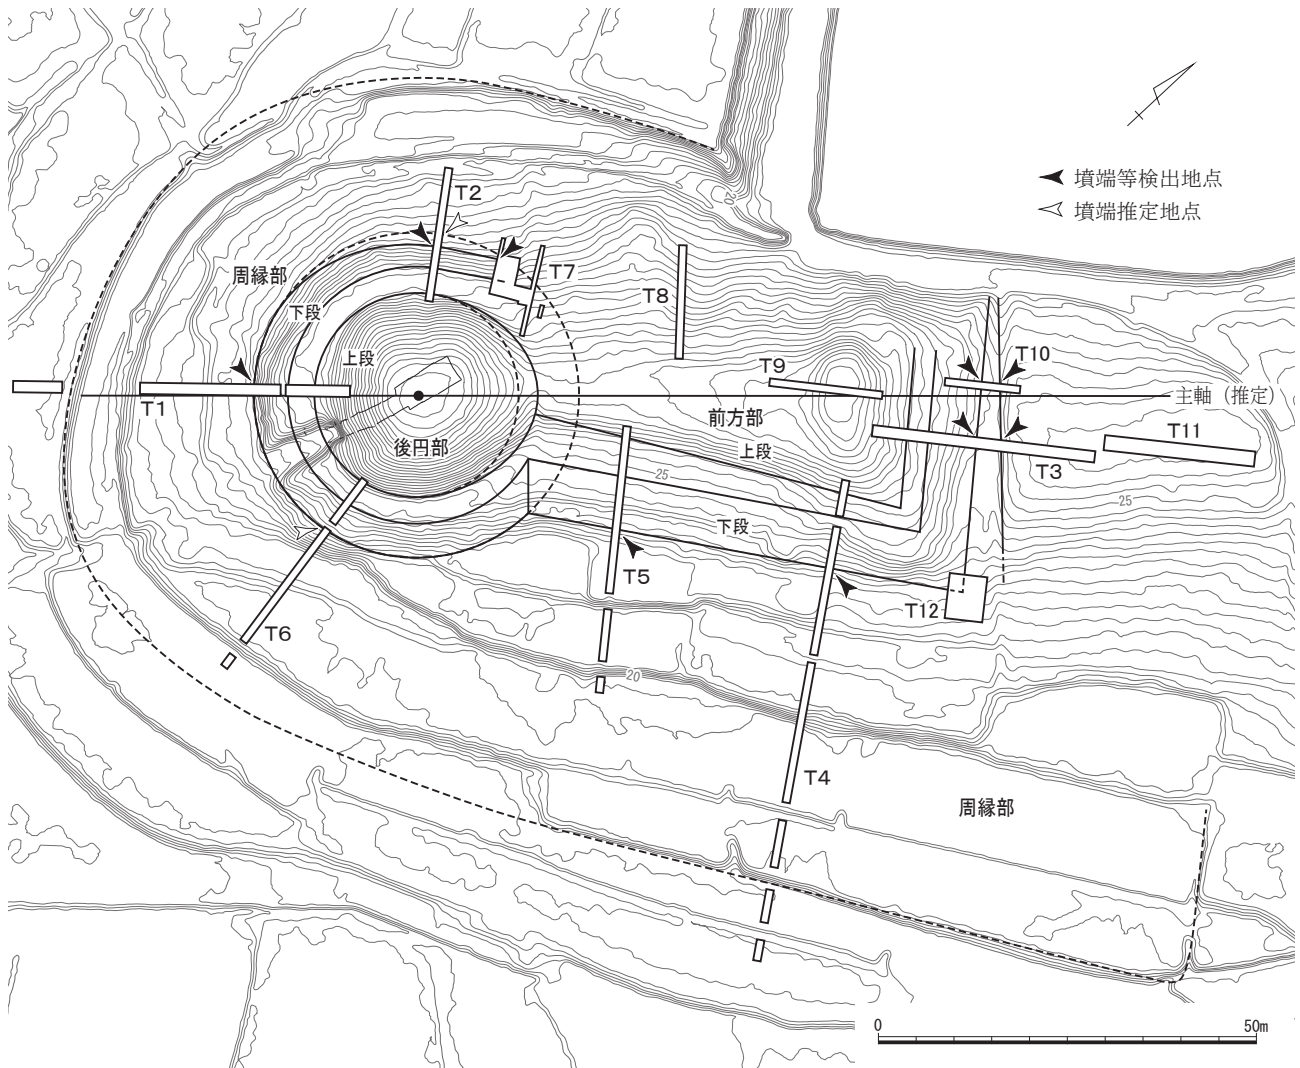 墳端等検出地点
墳端推定地点
T2
周縁部
T7
下段
T8
上段
T10
T9
主軸（推定）
T1
前方部
T11
後円部
上段
T3
25
25
下段
T5
T12
T6
20
T4
周縁部
0
50m
20